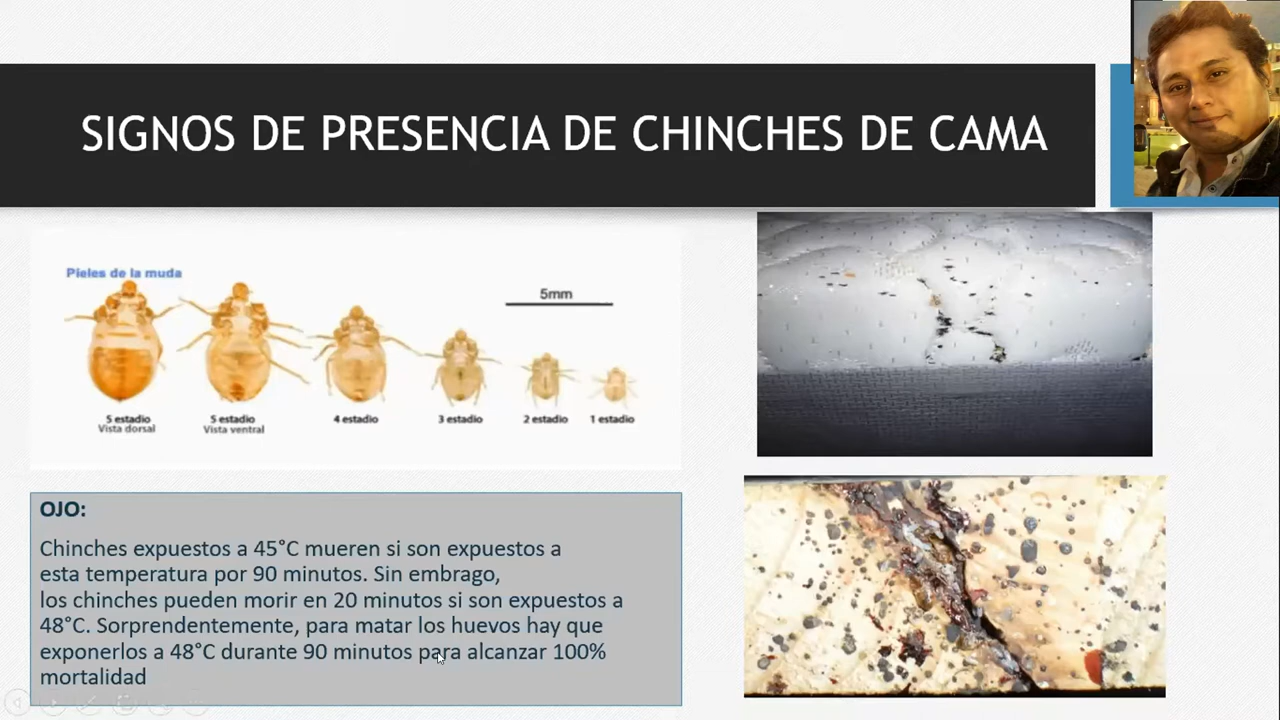 SIGNOS DE PRESENCIA DE CHINCHES DE CAMA
Pieles de la muda
5mm
5 estadio
Vista dorsal
5 estadio
Vista ventral
4 estadio
3 estadio
2 estadio
1 estadio
OJO:
Chinches expuestos a 45°C mueren si son expuestos a
esta temperatura por 90 minutos. Sin embrago,
los chinches pueden morir en 20 minutos si son expuestos a
48°C. Sorprendentemente, para matar los huevos hay que
exponerlos a 48°C durante 90 minutos para alcanzar 100%
mortalidad